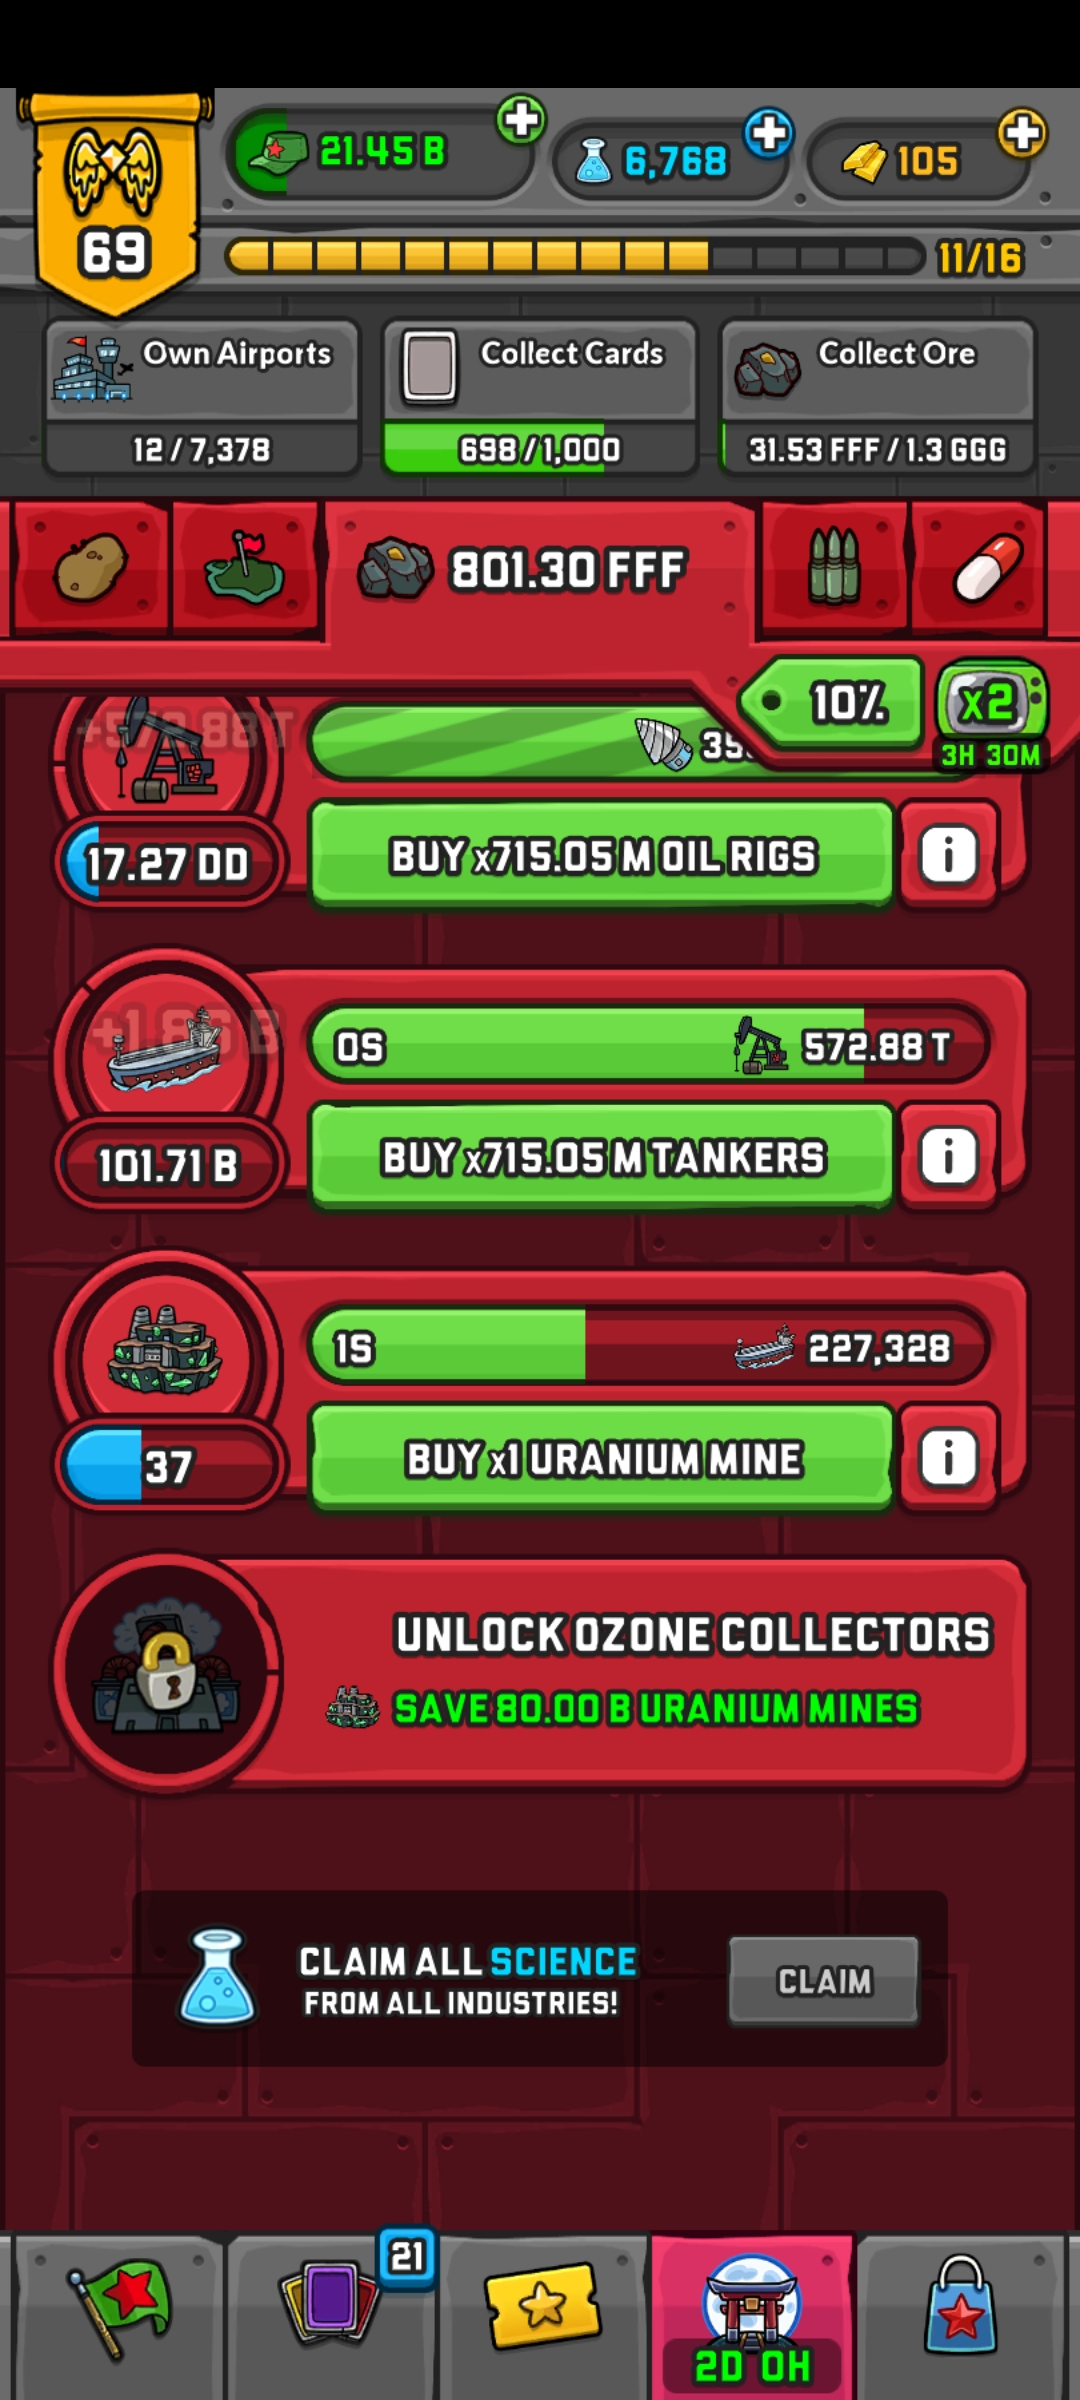 21.45 B
6,768
105
69
11/16
Own Airports
12 / 7,378
Collect Cards
698 / 1,000
Collect Ore
31.53 FFF / 1.3 GGG
801.30 FFF
10%
x2
3H 30M
+572.88 T
17.27 DD
BUY x715.05 M OIL RIGS
i
+1.86 B
0S
572.88 T
101.71 B
BUY x715.05 M TANKERS
i
1S
227,328
37
BUY x1 URANIUM MINE
i
UNLOCK OZONE COLLECTORS
SAVE 80.00 B URANIUM MINES
CLAIM ALL SCIENCE
FROM ALL INDUSTRIES!
CLAIM
21
2D 0H